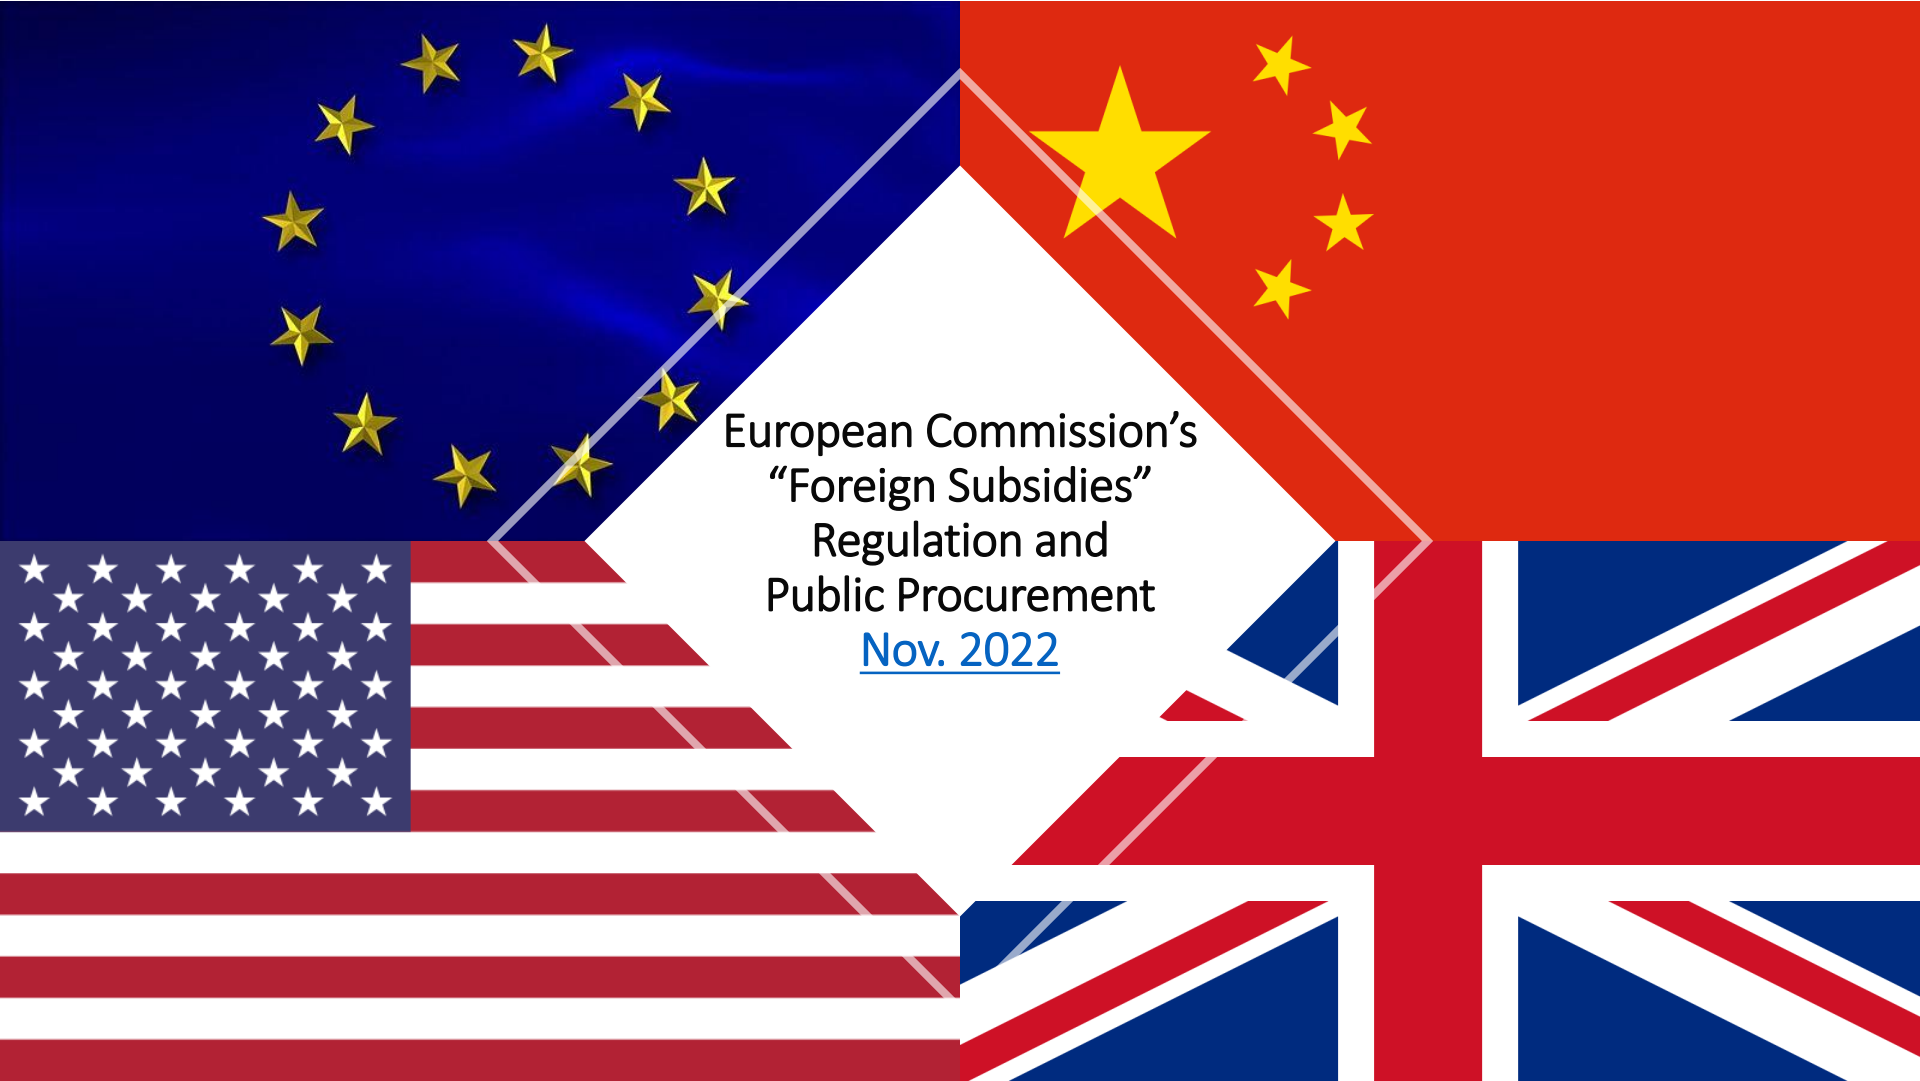 European Commission’s
“Foreign Subsidies”
Regulation and
Public Procurement
Nov. 2022